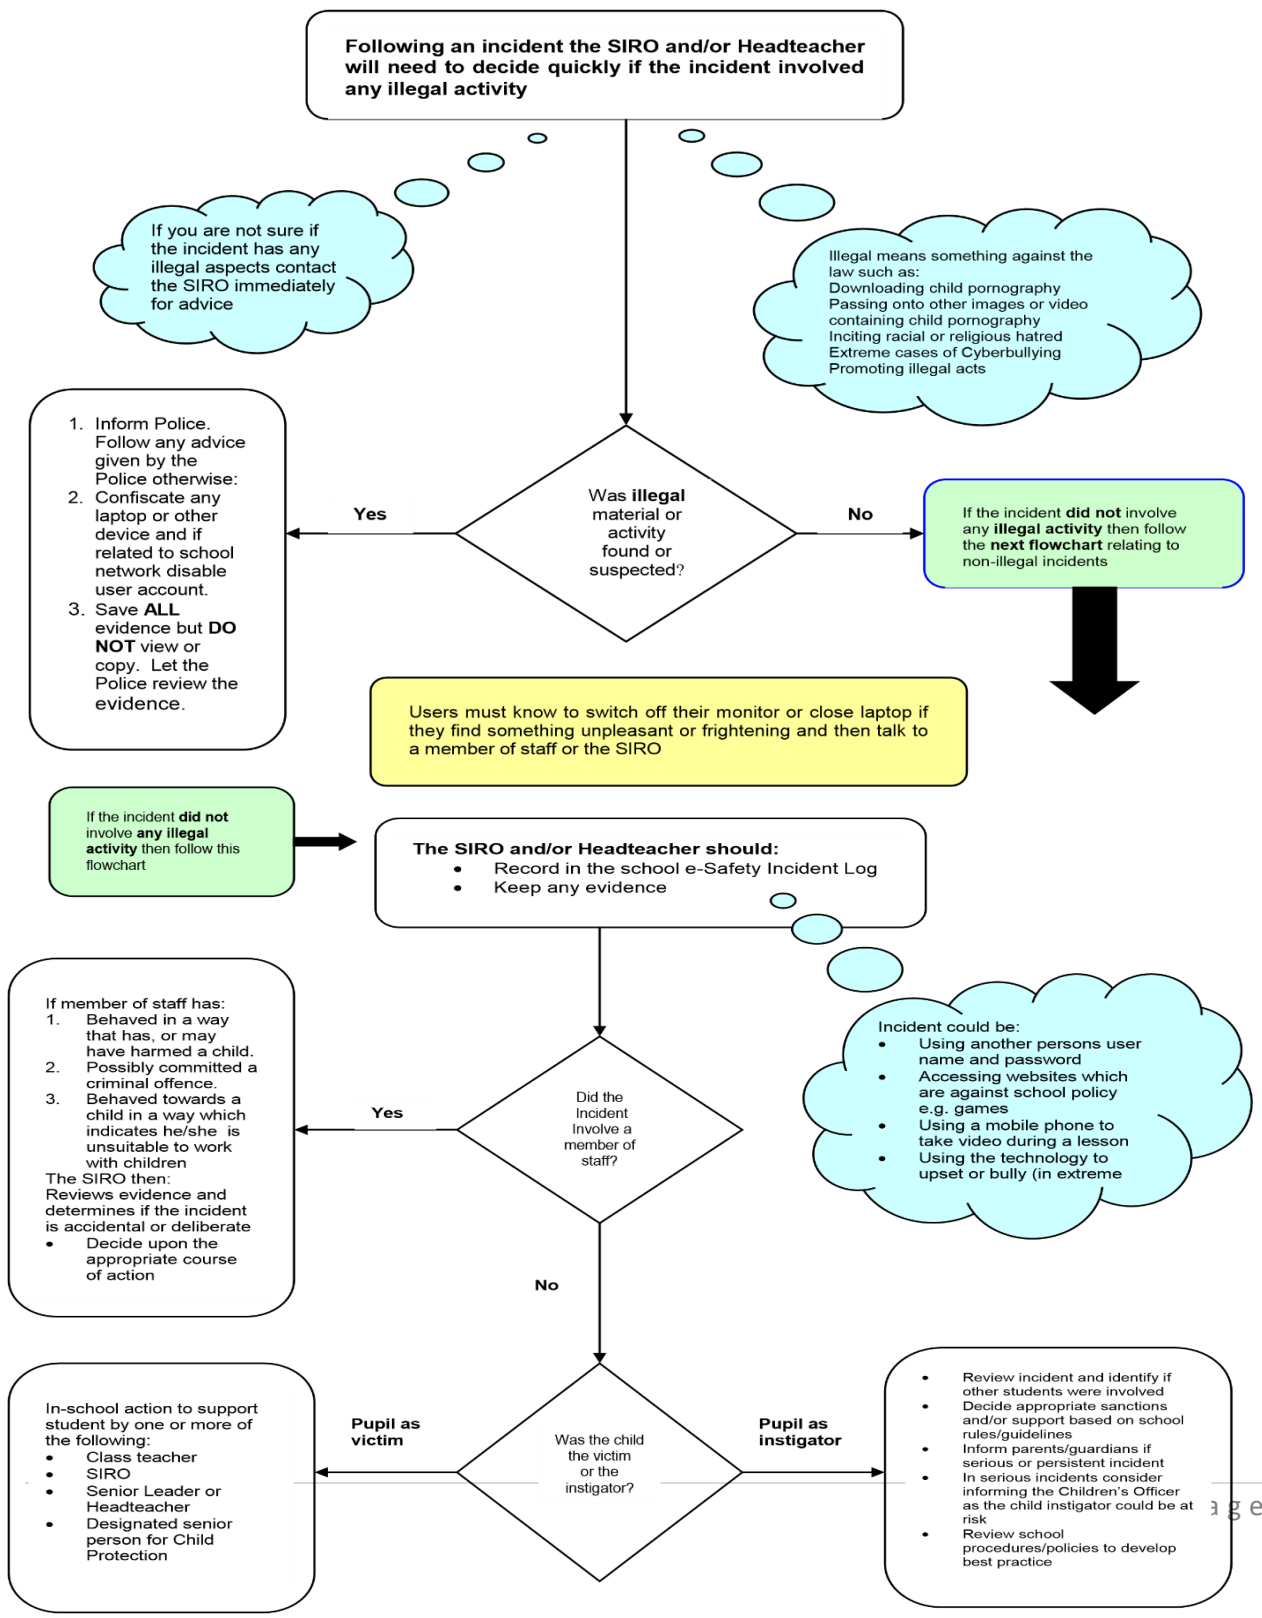 Following an incident the SIRO and/or Headteacher
will need to decide quickly if the incident involved
any illegal activity
If you are not sure if
the incident has any
illegal aspects contact
the SIRO immediately
for advice
Illegal means something against the
law such as:
Downloading child pornography
Passing onto other images or video
containing child pornography
Inciting racial or religious hatred
Extreme cases of Cyberbullying
Promoting illegal acts
1. Inform Police.
Follow any advice
given by the
Police otherwise:
2. Confiscate any
laptop or other
device and if
related to school
network disable
user account.
3. Save ALL
evidence but DO
NOT view or
copy. Let the
Police review the
evidence.
Yes
Was illegal
material or
activity
found or
suspected?
No
If the incident did not involve
any illegal activity then follow
the next flowchart relating to
non-illegal incidents
Users must know to switch off their monitor or close laptop if
they find something unpleasant or frightening and then talk to
a member of staff or the SIRO
If the incident did not
involve any illegal
activity then follow this
flowchart
The SIRO and/or Headteacher should:
• Record in the school e-Safety Incident Log
• Keep any evidence
Incident could be:
• Using another persons user
name and password
• Accessing websites which
are against school policy
e.g. games
• Using a mobile phone to
take video during a lesson
• Using the technology to
upset or bully (in extreme
If member of staff has:
1. Behaved in a way
that has, or may
have harmed a child.
2. Possibly committed a
criminal offence.
3. Behaved towards a
child in a way which
indicates he/she is
unsuitable to work
with children
The SIRO then:
Reviews evidence and
determines if the incident
is accidental or deliberate
• Decide upon the
appropriate course
of action
Yes
Did the
Incident
Involve a
member of
staff?
No
In-school action to support
student by one or more of
the following:
• Class teacher
• SIRO
• Senior Leader or
Headteacher
• Designated senior
person for Child
Protection
Pupil as
victim
Was the child
the victim
or the
instigator?
Pupil as
instigator
• Review incident and identify if
other students were involved
• Decide appropriate sanctions
and/or support based on school
rules/guidelines
• Inform parents/guardians if
serious or persistent incident
• In serious incidents consider
informing the Children's Officer
as the child instigator could be at
risk
• Review school
procedures/policies to develop
best practice